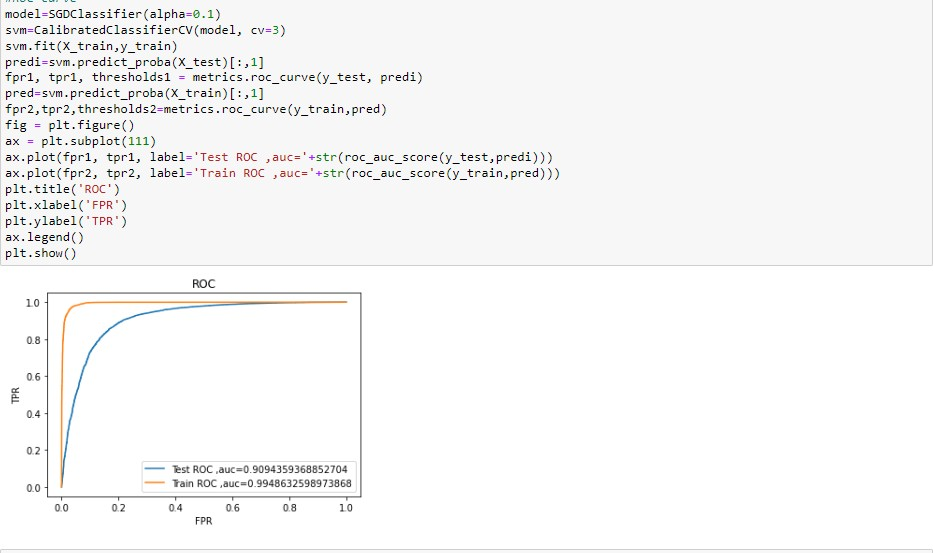 #ROC curve
model=SGDClassifier(alpha=0.1)
svm=CalibratedClassifierCV(model, cv=3)
svm.fit(X_train,y_train)
predi=svm.predict_proba(X_test)[:,1]
fpr1, tpr1, thresholds1 = metrics.roc_curve(y_test, predi)
pred=svm.predict_proba(X_train)[:,1]
fpr2,tpr2,thresholds2=metrics.roc_curve(y_train,pred)
fig = plt.figure()
ax = plt.subplot(111)
ax.plot(fpr1, tpr1, label='Test ROC ,auc='+str(roc_auc_score(y_test,predi)))
ax.plot(fpr2, tpr2, label='Train ROC ,auc='+str(roc_auc_score(y_train,pred)))
plt.title('ROC')
plt.xlabel('FPR')
plt.ylabel('TPR')
ax.legend()
plt.show()
ROC
1.0
0.8
0.6
TPR
0.4
0.2
0.0
Test ROC ,auc=0.9094359368852704
Train ROC ,auc=0.9948632598973868
0.0 0.2 0.4 0.6 0.8 1.0
FPR